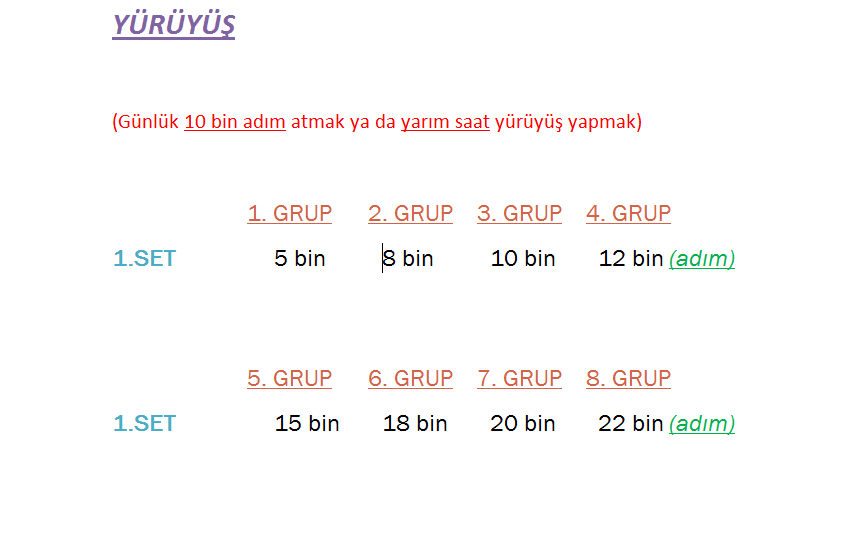 YÜRÜYÜŞ
(Günlük 10 bin adım atmak ya da yarım saat yürüyüş yapmak)
1. GRUP 2. GRUP 3. GRUP 4. GRUP
1.SET 5 bin 8 bin 10 bin 12 bin (adım)
5. GRUP 6. GRUP 7. GRUP 8. GRUP
1.SET 15 bin 18 bin 20 bin 22 bin (adım)